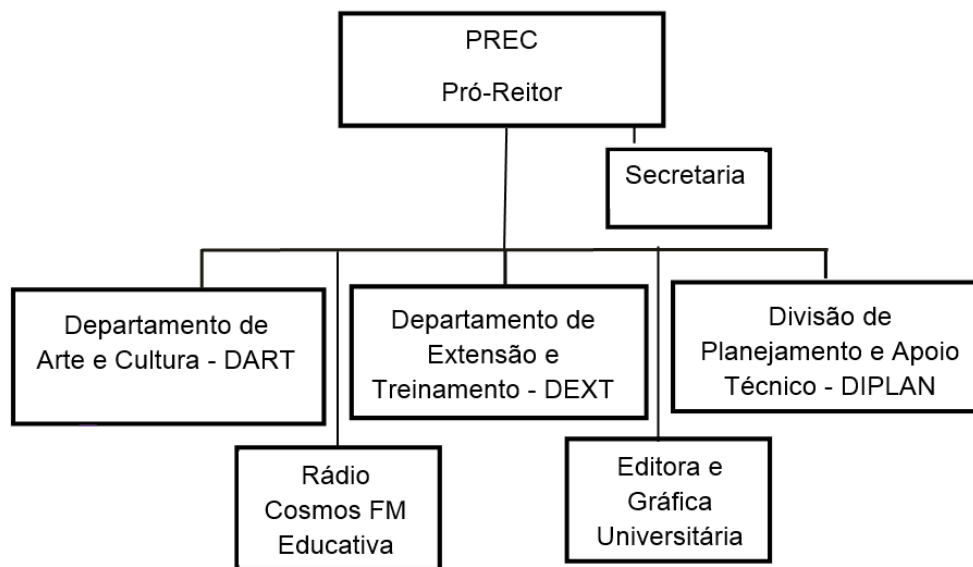 PREC
Pró-Reitor
Secretaria
Departamento de
Arte e Cultura - DART
Departamento de
Extensão e
Treinamento - DEXT
Divisão de
Planejamento e Apoio
Técnico - DIPLAN
Rádio
Cosmos FM
Educativa
Editora e
Gráfica
Universitária